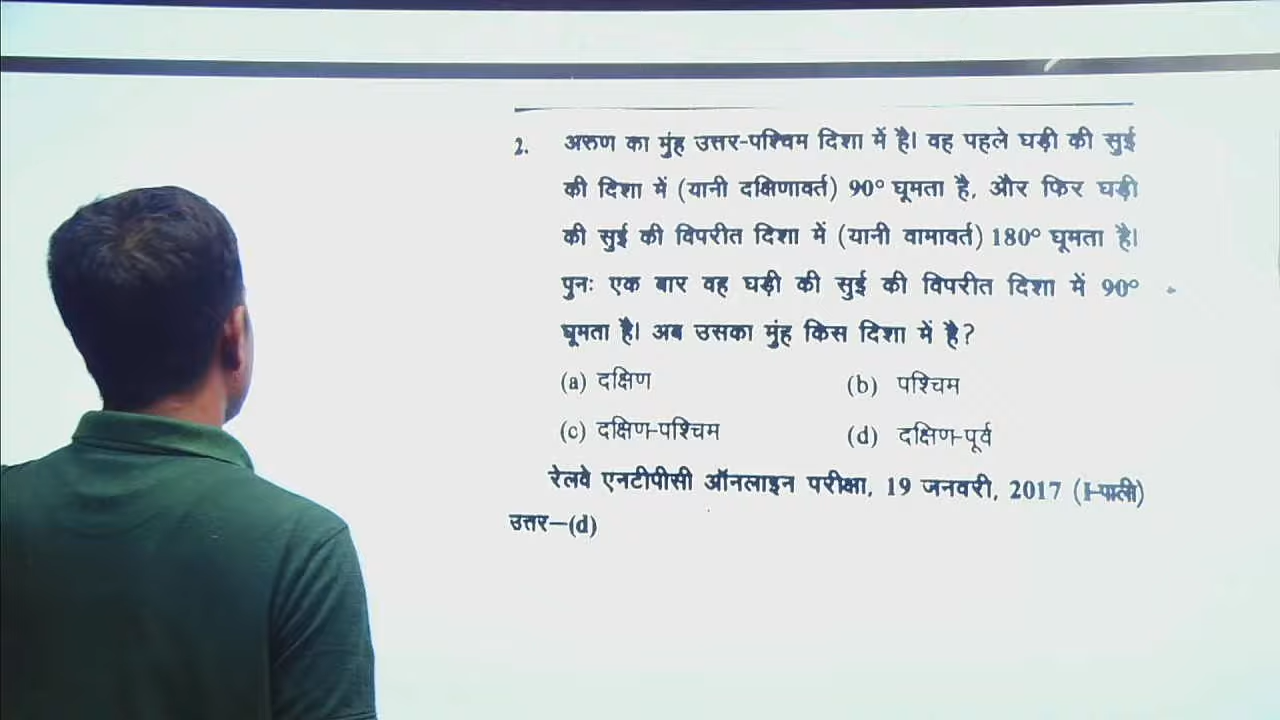 2. अरुण का मुंह उत्तर-पश्चिम दिशा में है। वह पहले घड़ी की सुई
की दिशा में (यानी दक्षिणावर्त) 90° घूमता है, और फिर घड़ी
की सुई की विपरीत दिशा में (यानी वामावर्त) 180° घूमता है।
पुनः एक बार वह घड़ी की सुई की विपरीत दिशा में 90°
घूमता है। अब उसका मुंह किस दिशा में है?
(a) दक्षिण (b) पश्चिम
(c) दक्षिण-पश्चिम (d) दक्षिण-पूर्व
रेलवे एनटीपीसी ऑनलाइन परीक्षा, 19 जनवरी, 2017 (I-पाली)
उत्तर—(d)